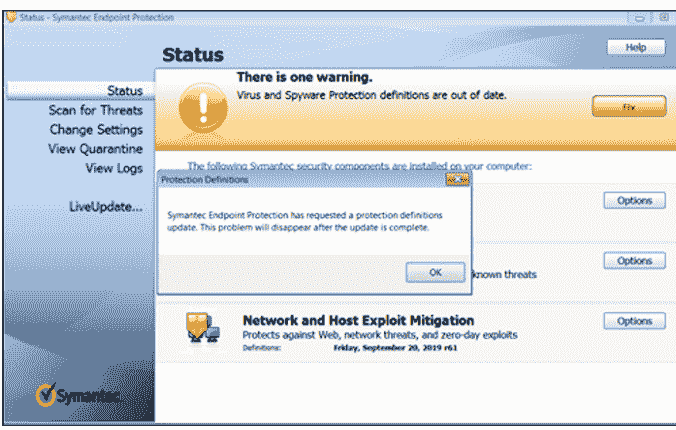 Status - Symantec Endpoint Protection
Status
Help
There is one warning.
Virus and Spyware Protection definitions are out of date.
Fix
Status
Scan for Threats
Change Settings
View Quarantine
View Logs
LiveUpdate...
The following Symantec security components are installed on your computer:
Protection Definitions
Symantec Endpoint Protection has requested a protection definitions
update. This problem will disappear after the update is complete.
OK
Options
known threats
Options
Network and Host Exploit Mitigation
Protects against Web, network threats, and zero-day exploits
Definitions: Friday, September 20, 2019 r61
Options
Symantec